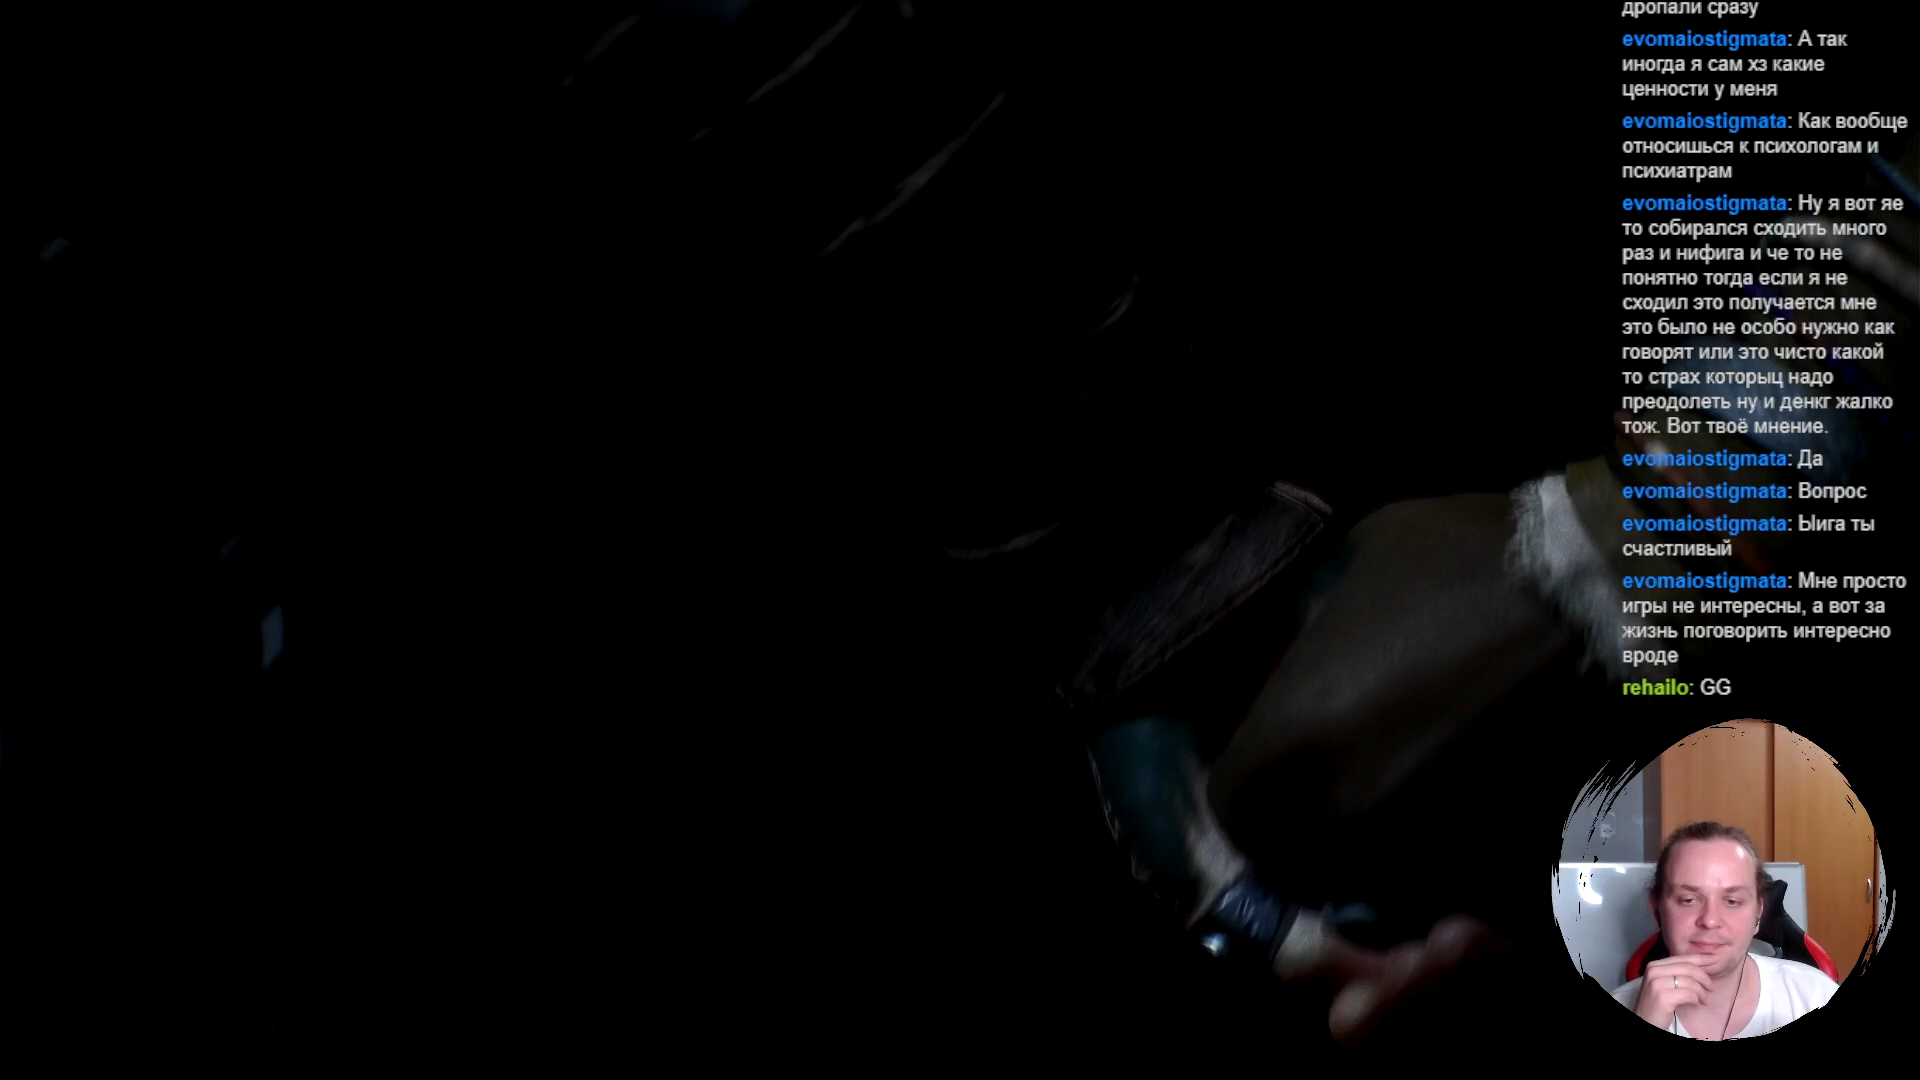 дропали сразу
evomaiostigmata: А так
иногда я сам хз какие
ценности у меня
evomaiostigmata: Как вообще
относишься к психологам и
психиатрам
evomaiostigmata: Ну я вот яе
то собирался сходить много
раз и нифига и че то не
понятно тогда если я не
сходил это получается мне
это было не особо нужно как
говорят или это чисто какой
то страх которыц надо
преодолеть ну и денкг жалко
тож. Вот твоё мнение.
evomaiostigmata: Да
evomaiostigmata: Вопрос
evomaiostigmata: Ыига ты
счастливый
evomaiostigmata: Мне просто
игры не интересны, а вот за
жизнь поговорить интересно
вроде
rehailo: GG